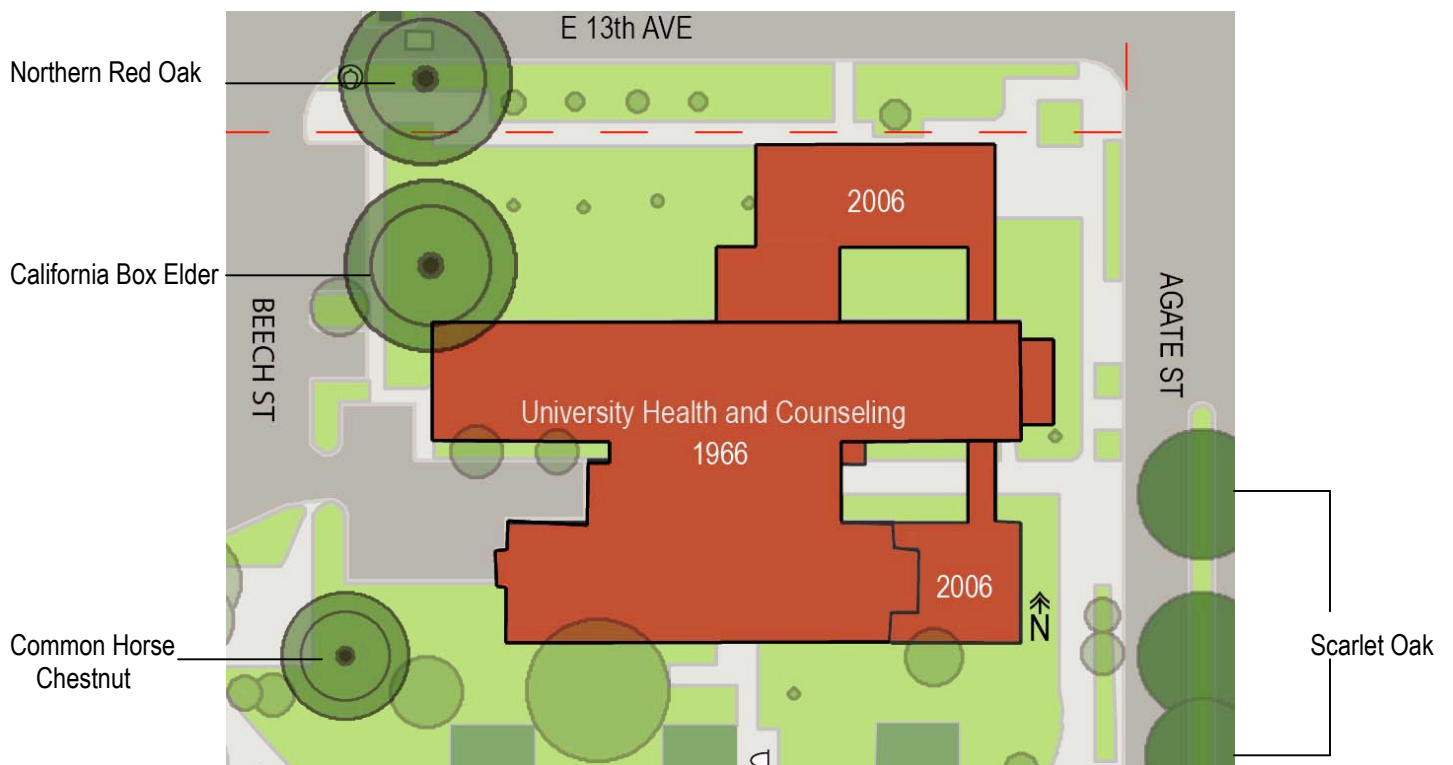 E 13th AVE
Northern Red Oak
2006
California Box Elder
BEECH ST
AGATE ST
University Health and Counseling
1966
2006
N
Common Horse
Chestnut
Scarlet Oak